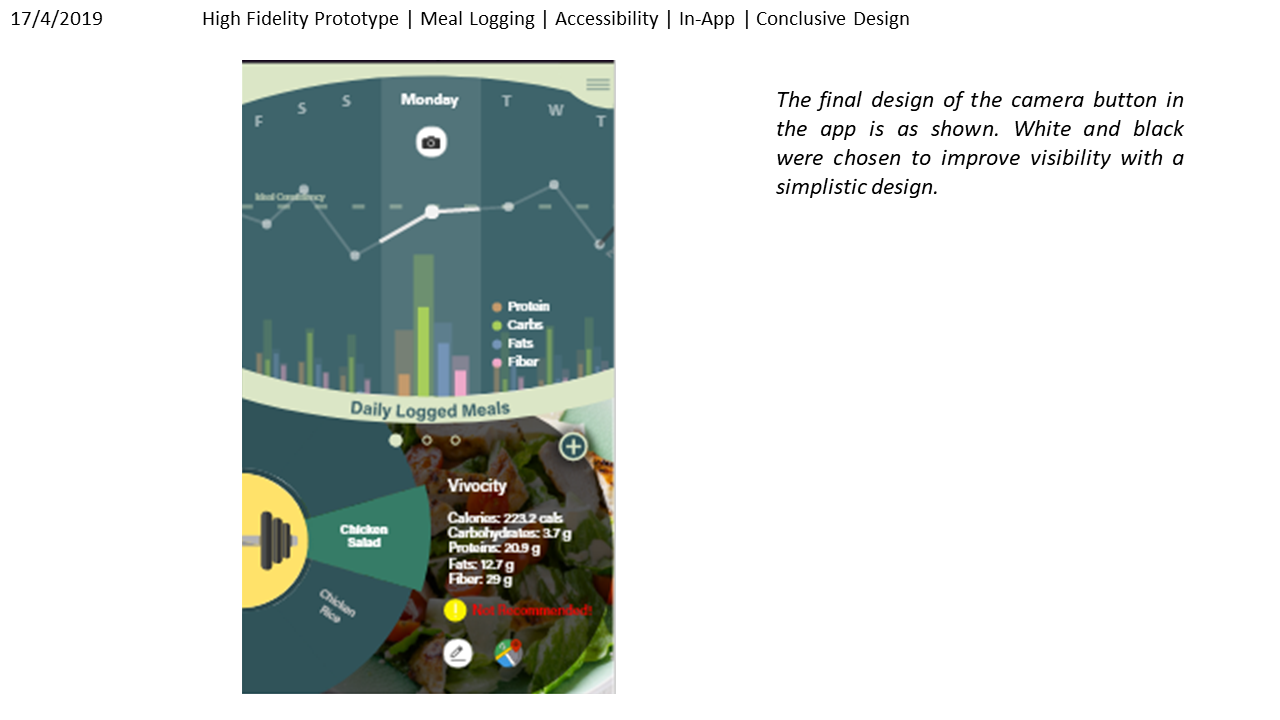 17/4/2019 High Fidelity Prototype | Meal Logging | Accessibility | In-App | Conclusive Design
The final design of the camera button in
the app is as shown. White and black
were chosen to improve visibility with a
simplistic design.
F S S Monday T W T
Ideal Consistency
Protein
Carbs
Fats
Fiber
Daily Logged Meals
Vivocity
Calories: 223.2 cals
Carbohydrates: 3.7 g
Proteins: 20.9 g
Fats: 12.7 g
Fiber: 29 g
! Not Recommended!
Chicken
Salad
Chicken
Rice